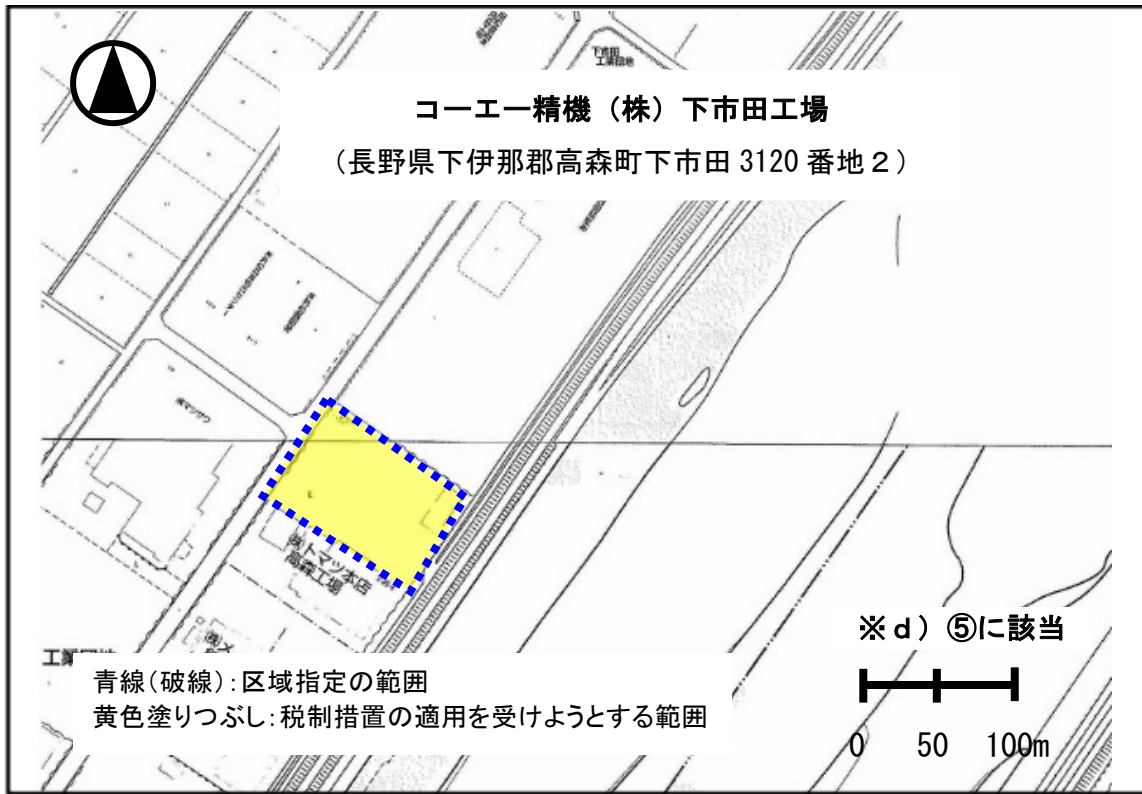 下市田
工業団地
コーエー精機（株）下市田工場
（長野県下伊那郡高森町下市田 3120 番地２）
㈱トマツ本店
高森工場
※ｄ）⑤に該当
工業団地
青線（破線）：区域指定の範囲
黄色塗りつぶし：税制措置の適用を受けようとする範囲
0 50 100m